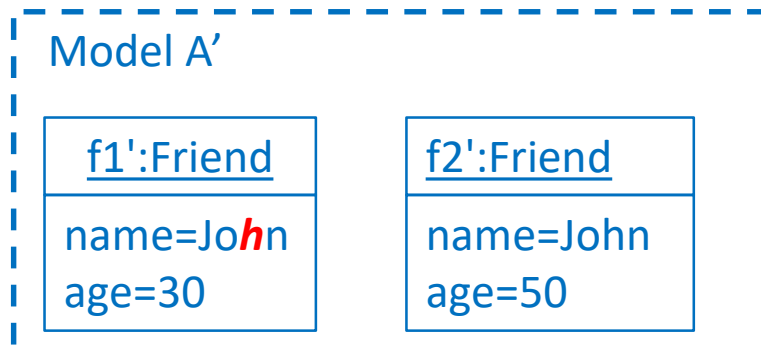 Model A’
f1':Friend
name=John
age=30
f2':Friend
name=John
age=50